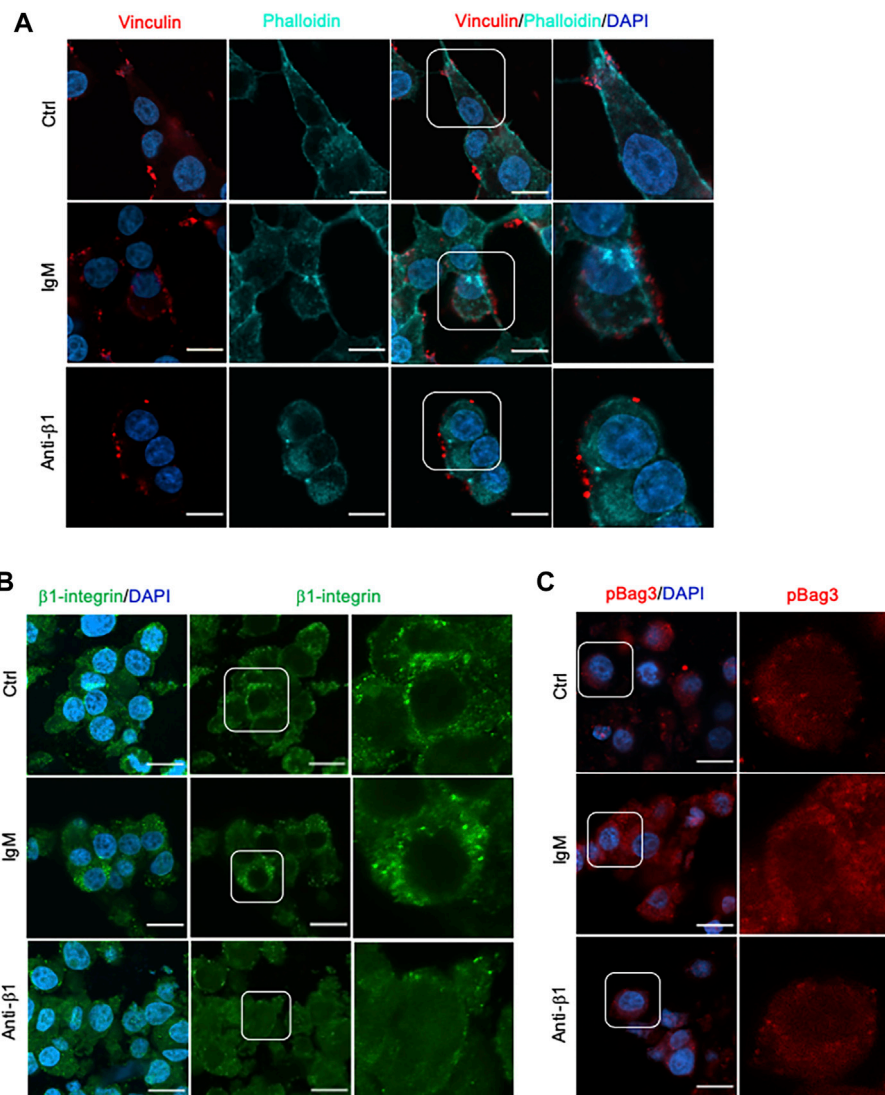 A
Vinculin
Phalloidin
Vinculin/Phalloidin/DAPI
Ctrl
IgM
Anti-β1
B
β1-integrin/DAPI
β1-integrin
Ctrl
IgM
Anti-β1
C
pBag3/DAPI
pBag3
Ctrl
IgM
Anti-β1